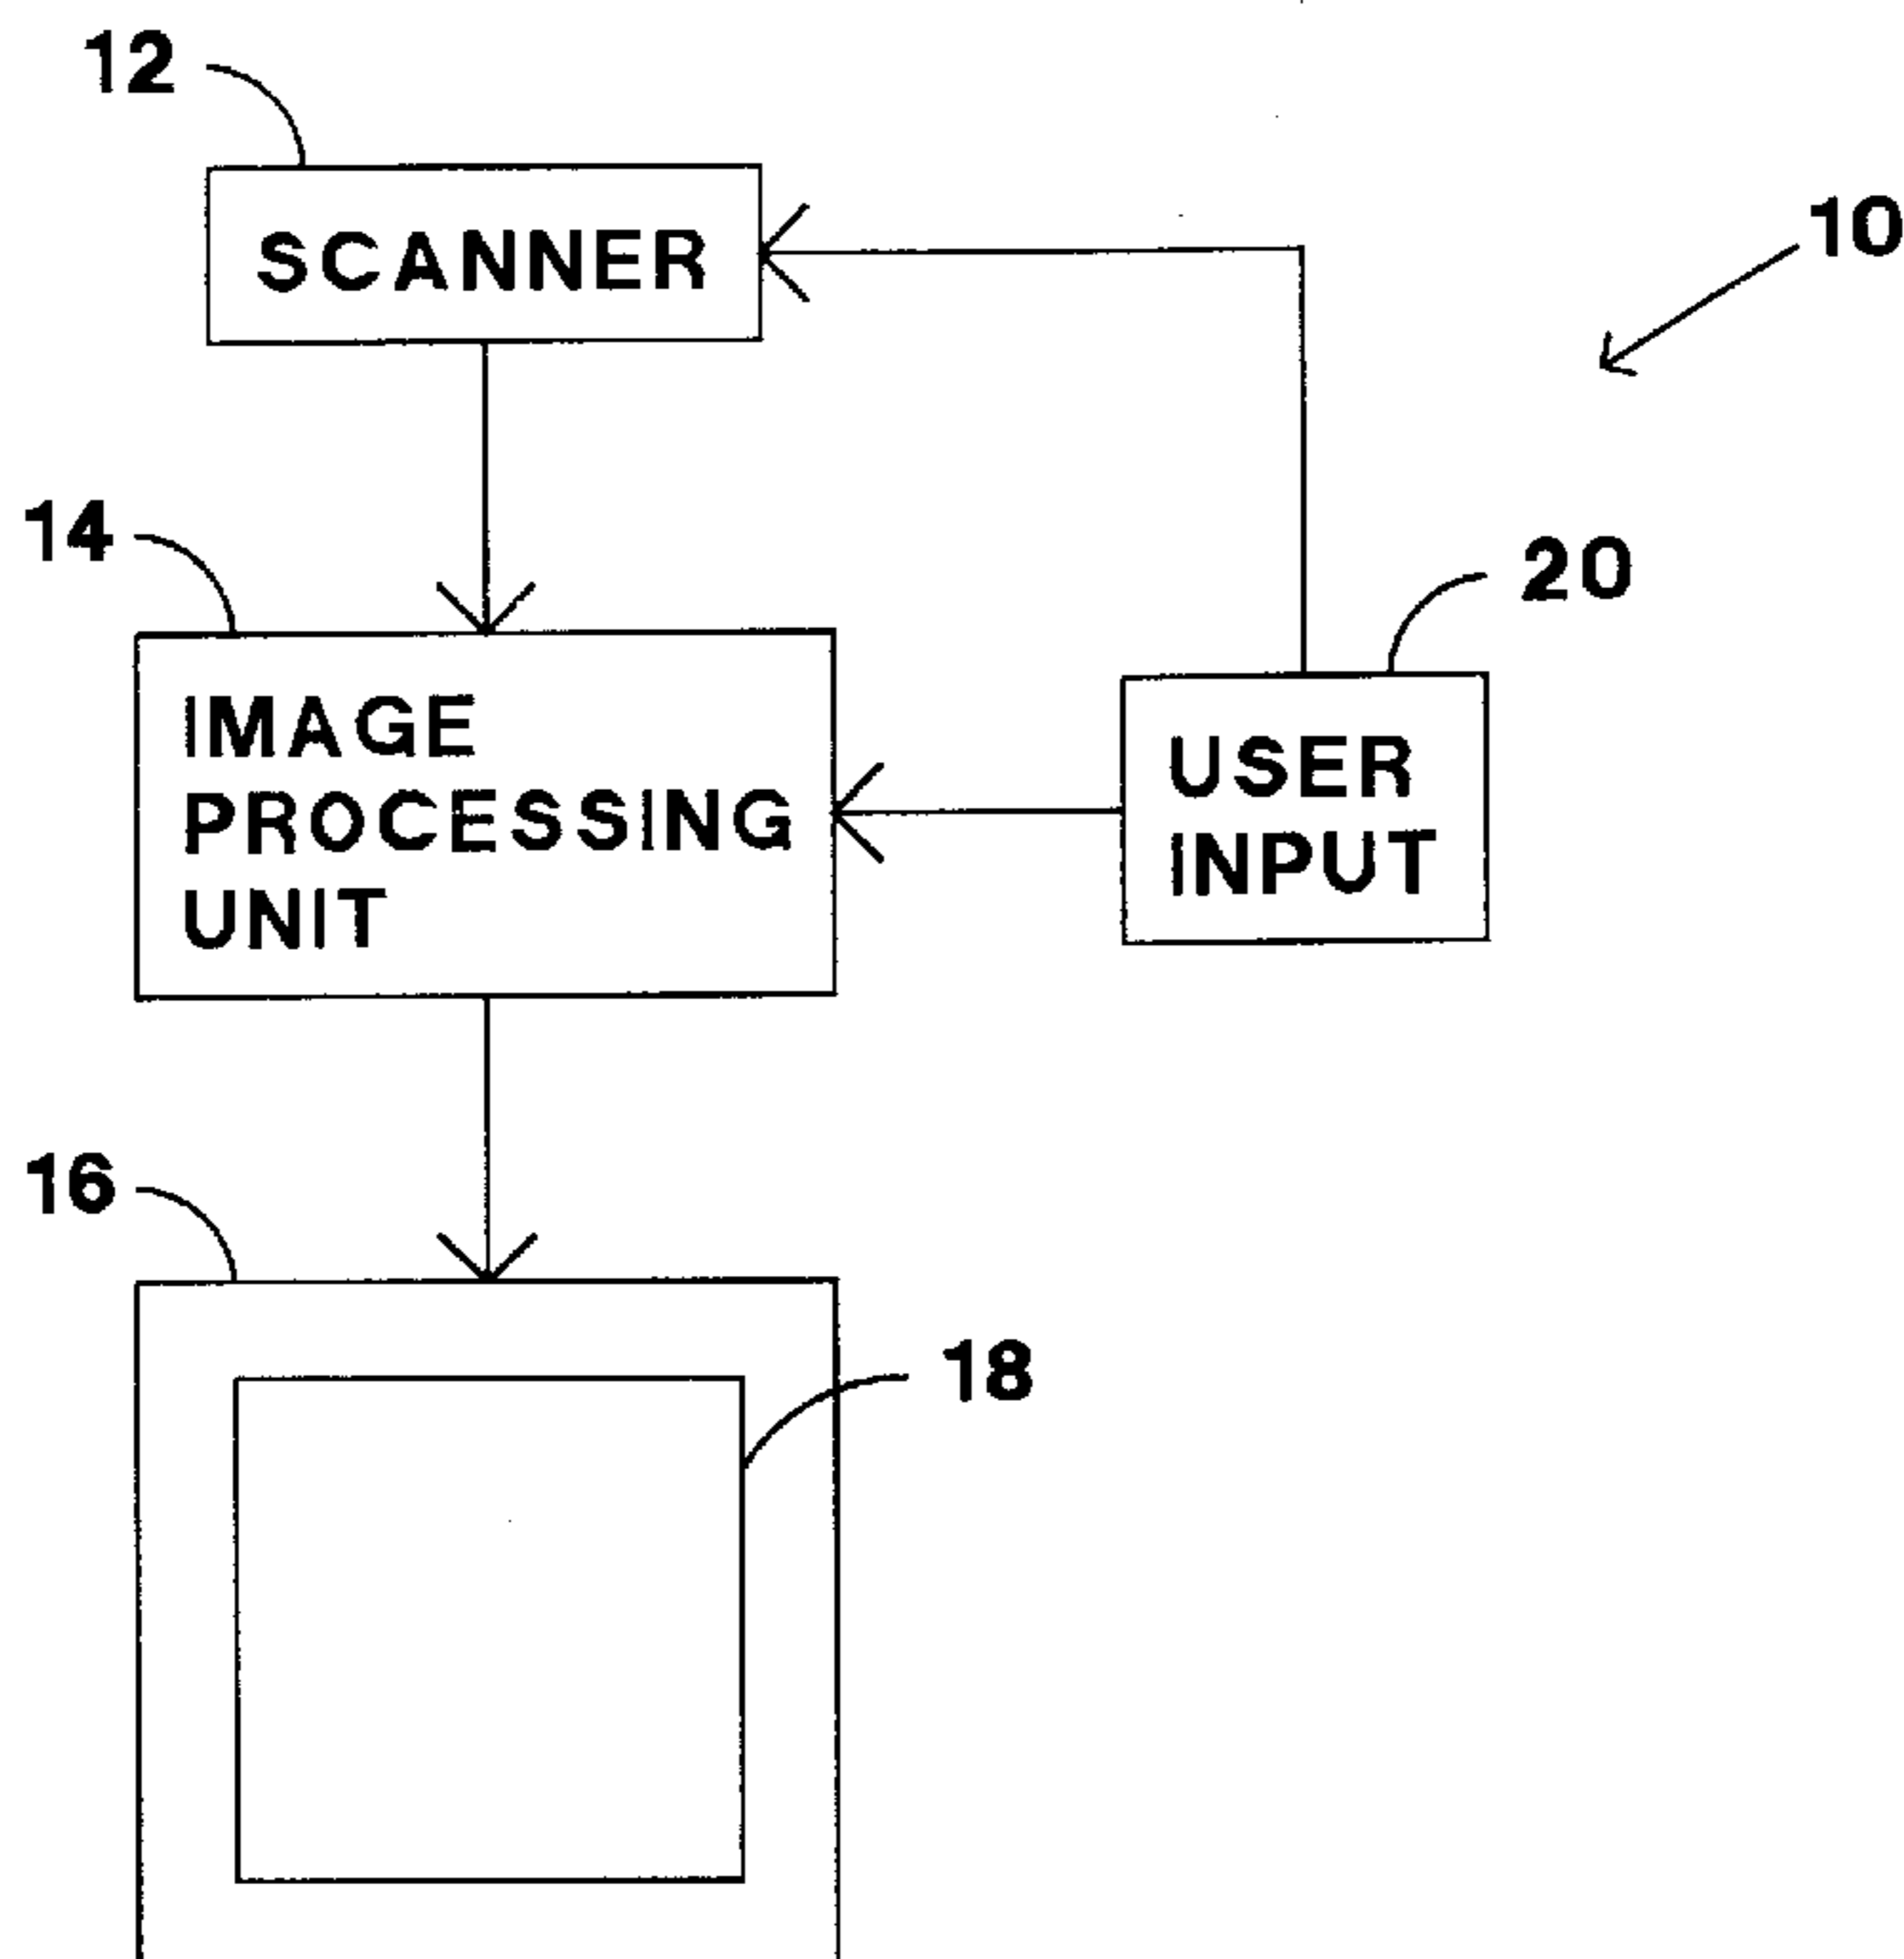 12
SCANNER
10
14
20
IMAGE
PROCESSING
UNIT
USER
INPUT
16
18